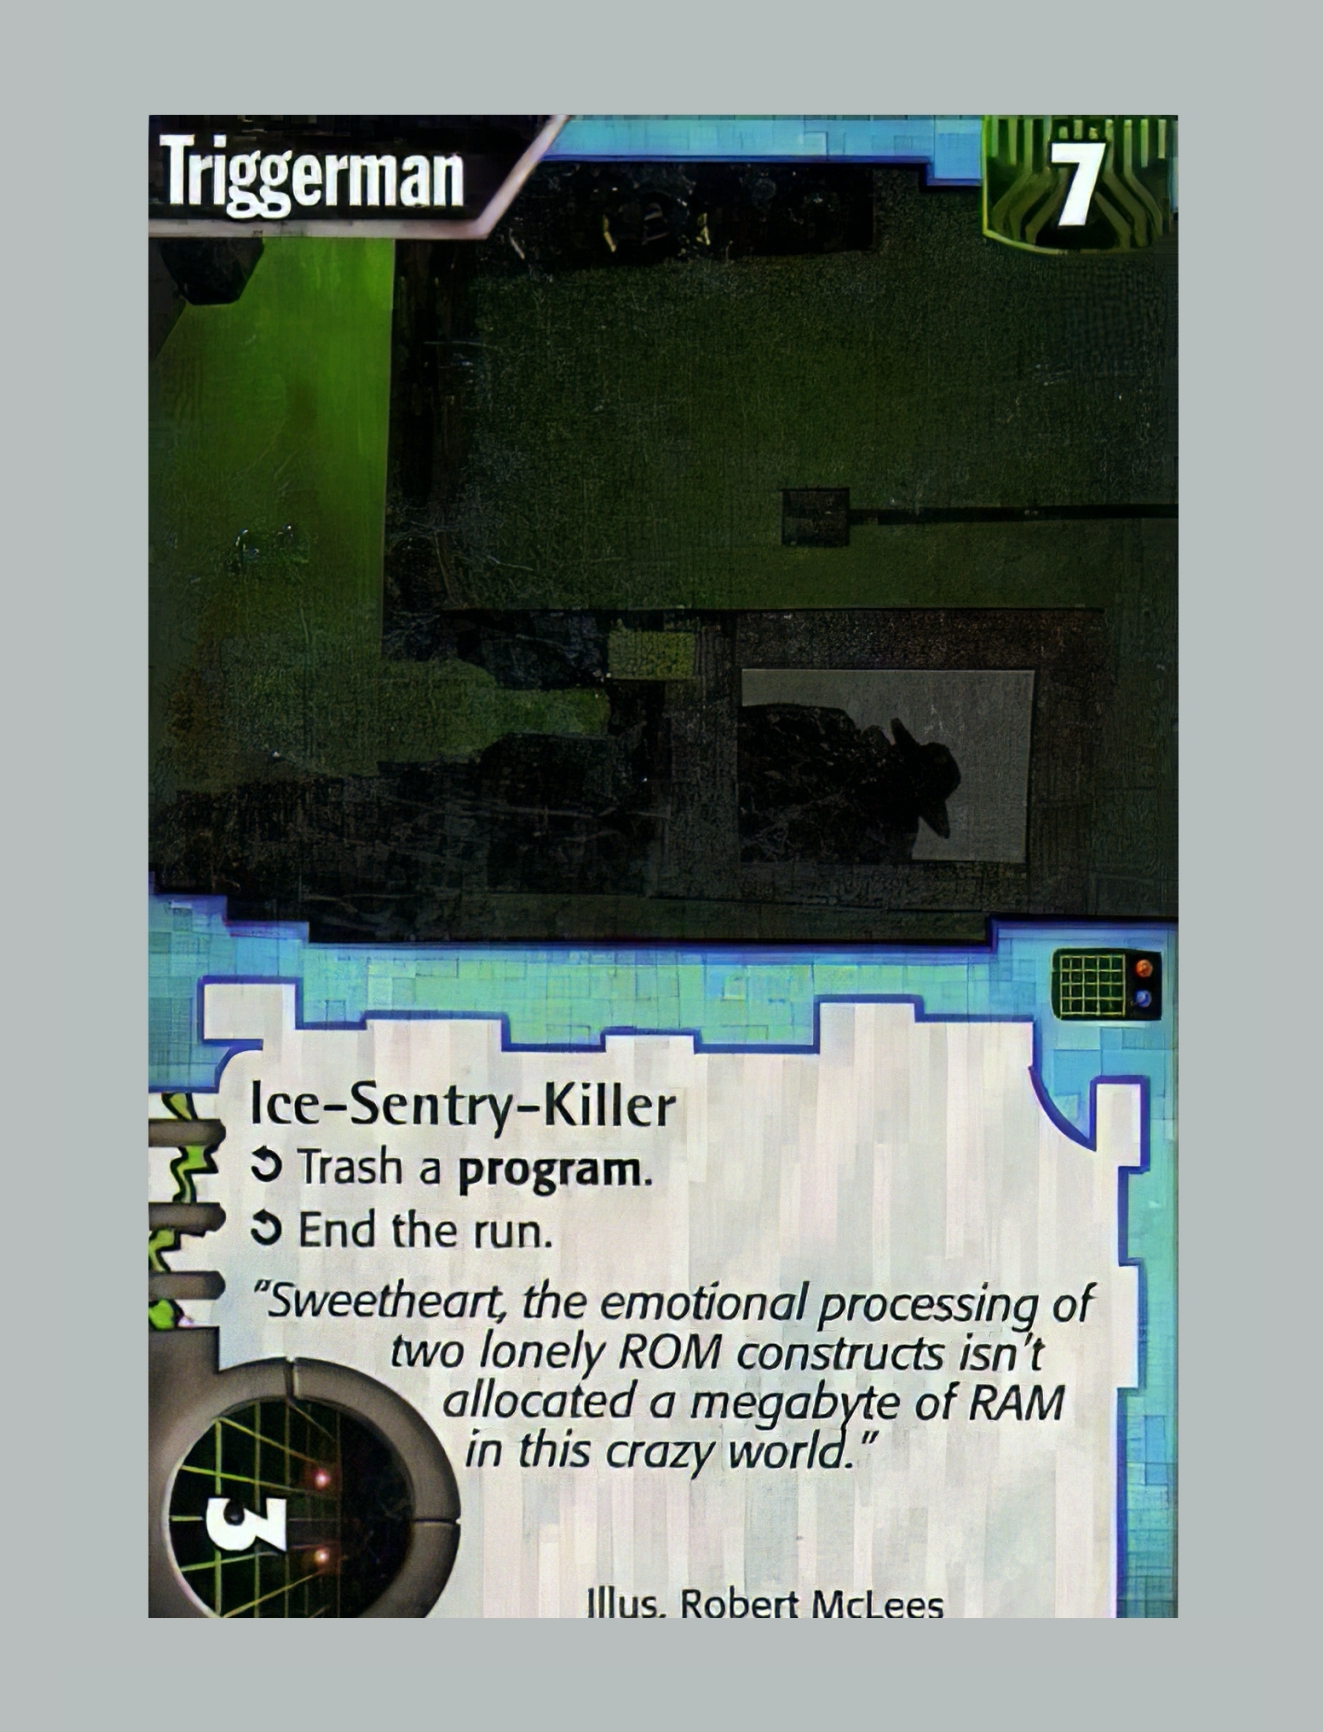 Triggerman
7
Ice-Sentry-Killer
Trash a program.
End the run.
"Sweetheart, the emotional processing of
two lonely ROM constructs isn't
allocated a megabyte of RAM
in this crazy world."
3
Illus. Robert McLees